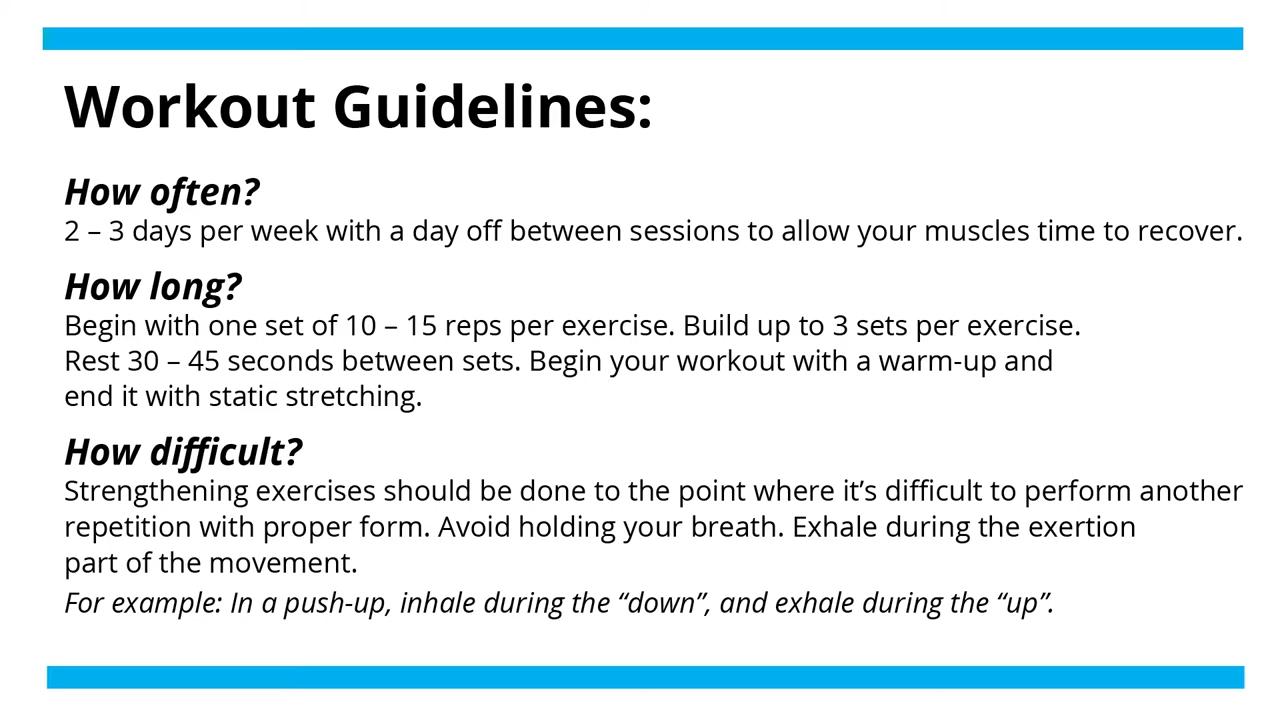 Workout Guidelines:
How often?
2 – 3 days per week with a day off between sessions to allow your muscles time to recover.
How long?
Begin with one set of 10 – 15 reps per exercise. Build up to 3 sets per exercise.
Rest 30 – 45 seconds between sets. Begin your workout with a warm-up and
end it with static stretching.
How difficult?
Strengthening exercises should be done to the point where it’s difficult to perform another
repetition with proper form. Avoid holding your breath. Exhale during the exertion
part of the movement.
For example: In a push-up, inhale during the “down”, and exhale during the “up”.